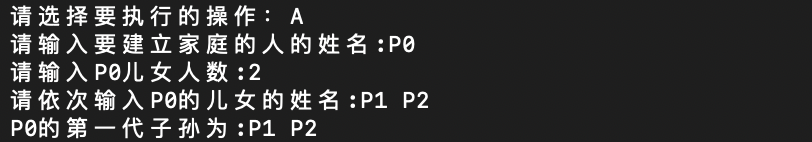 请选择要执行的操作：A
请输入要建立家庭的人的姓名:P0
请输入P0儿女人数:2
请依次输入P0的儿女的姓名:P1 P2
P0的第一代子孙为:P1 P2